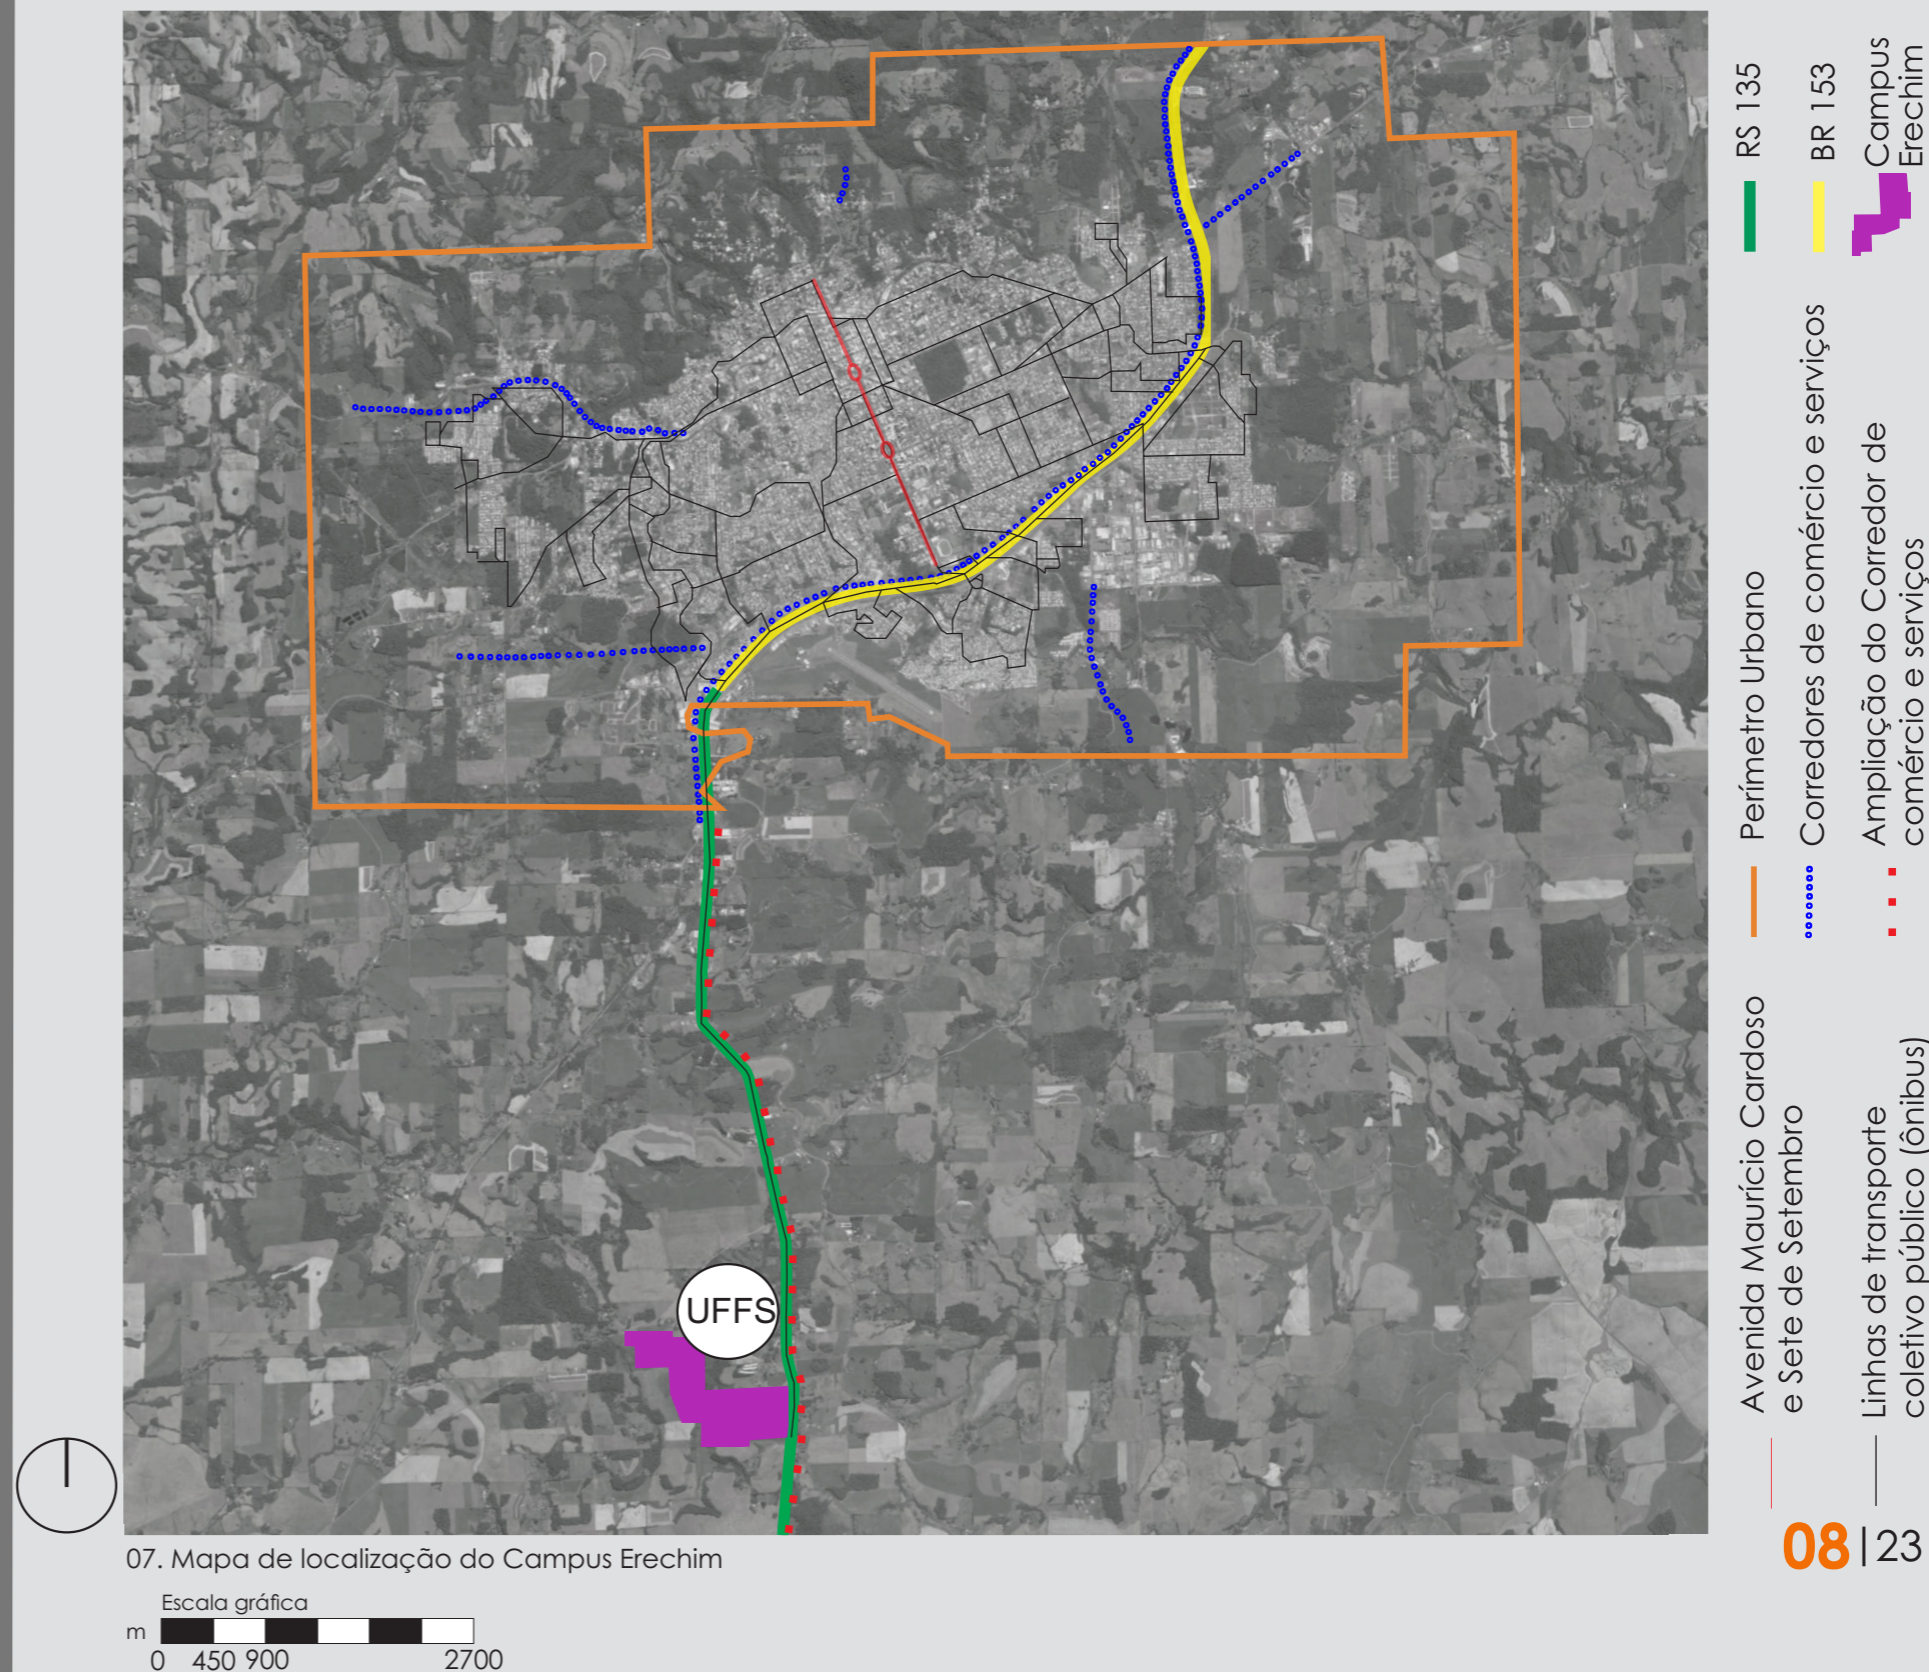 RS 135
BR 153
Campus
Erechim
Perímetro Urbano
Corredores de comércio e serviços
Ampliação do Corredor de
comércio e serviços
Avenida Maurício Cardoso
e Sete de Setembro
Linhas de transporte
coletivo público (ônibus)
UFFS
08|23
07. Mapa de localização do Campus Erechim
Escala gráfica
m
0 450 900 2700